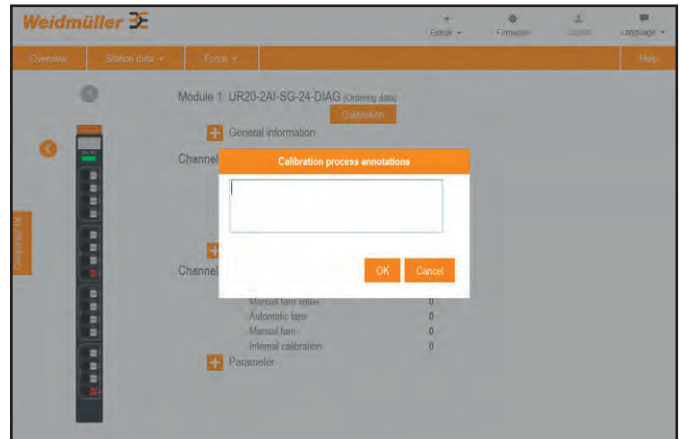 Weidmüller
Extras Firmware Logout Language
Overview Station data Force Help
1 Module 1 UR20-2AI-SG-24-DIAG (Ordering data)
Calibration
General information
Channel
Calibration process annotations
OK Cancel
Channel
Manual tare value 0
Automatic tare 0
Manual tare 0
Internal calibration 0
Parameter